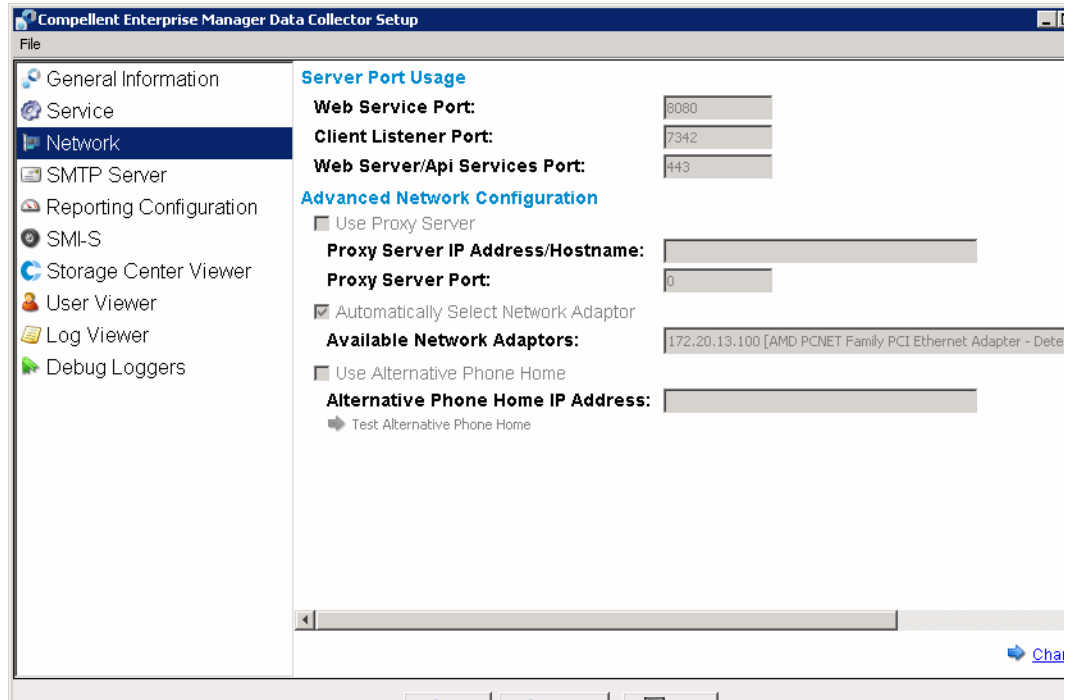 Compellent Enterprise Manager Data Collector Setup
File
General Information
Service
Network
SMTP Server
Reporting Configuration
SMI-S
Storage Center Viewer
User Viewer
Log Viewer
Debug Loggers
Server Port Usage
Web Service Port: 8080
Client Listener Port: 7342
Web Server/Api Services Port: 443
Advanced Network Configuration
Use Proxy Server
Proxy Server IP Address/Hostname:
Proxy Server Port: 0
Automatically Select Network Adaptor
Available Network Adaptors: 172.20.13.100 [AMD PCNET Family PCI Ethernet Adapter - Dete
Use Alternative Phone Home
Alternative Phone Home IP Address:
Test Alternative Phone Home
Char